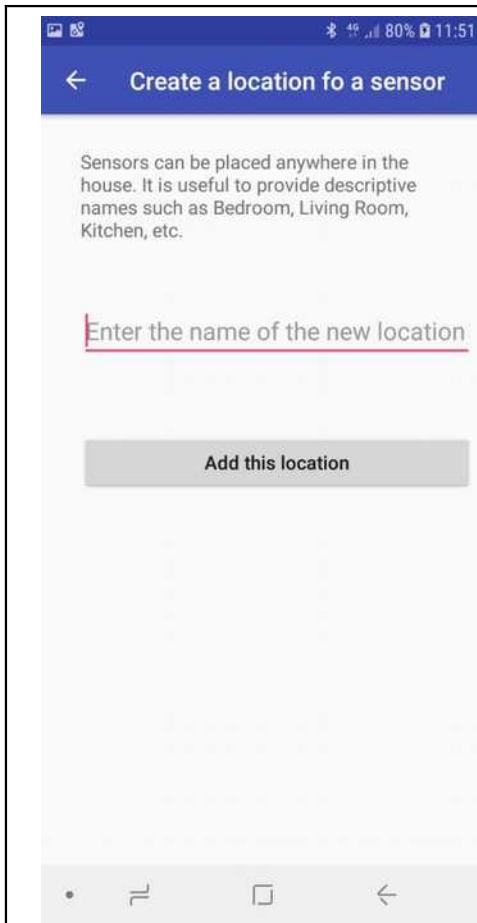 4G 80% 11:51
Create a location fo a sensor
Sensors can be placed anywhere in the
house. It is useful to provide descriptive
names such as Bedroom, Living Room,
Kitchen, etc.
Enter the name of the new location
Add this location